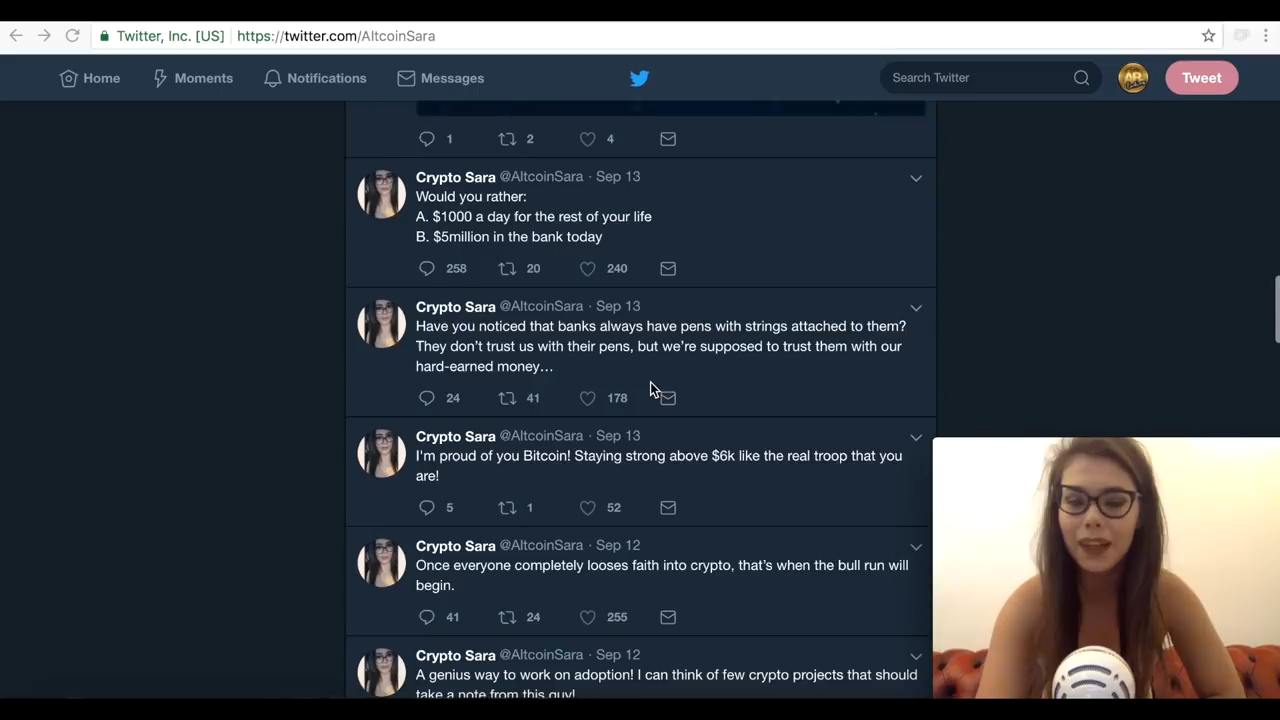 Twitter, Inc. [US] https://twitter.com/AltcoinSara
Home Moments Notifications Messages Search Twitter Tweet
1 2 4
Crypto Sara @AltcoinSara · Sep 13
Would you rather:
A. $1000 a day for the rest of your life
B. $5million in the bank today
258 20 240
Crypto Sara @AltcoinSara · Sep 13
Have you noticed that banks always have pens with strings attached to them?
They don’t trust us with their pens, but we’re supposed to trust them with our
hard-earned money…
24 41 178
Crypto Sara @AltcoinSara · Sep 13
I'm proud of you Bitcoin! Staying strong above $6k like the real troop that you
are!
5 1 52
Crypto Sara @AltcoinSara · Sep 12
Once everyone completely looses faith into crypto, that’s when the bull run will
begin.
41 24 255
Crypto Sara @AltcoinSara · Sep 12
A genius way to work on adoption! I can think of few crypto projects that should
take a note from this guy!